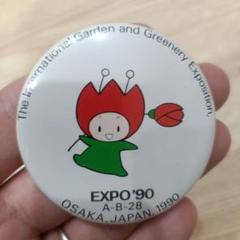 The International Garden and Greenery Exposition,
EXPO '90
A-B-28
OSAKA, JAPAN, 1990